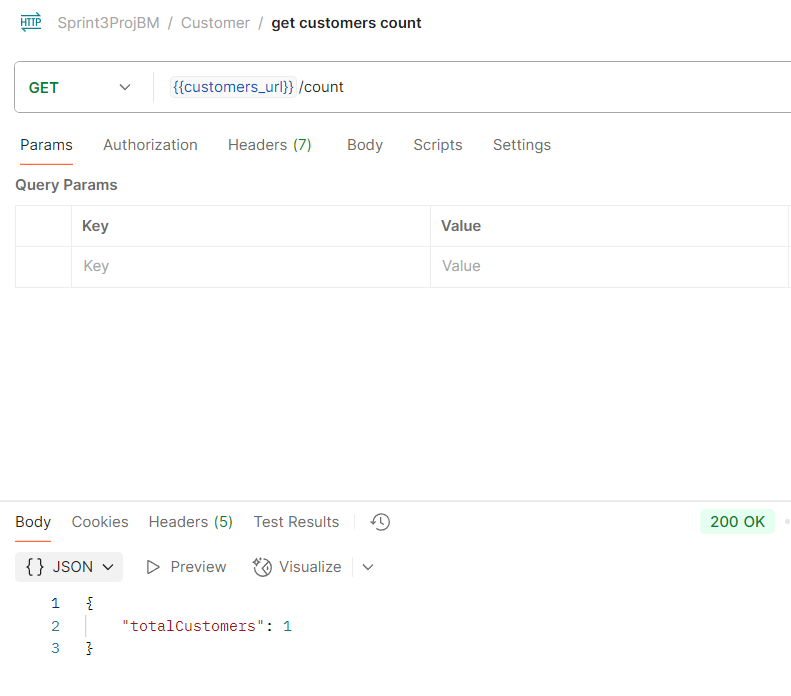 HTTP Sprint3ProjBM / Customer / get customers count
GET {{customers_url}} /count
Params Authorization Headers (7) Body Scripts Settings
Query Params
Key Value
Key Value
Body Cookies Headers (5) Test Results 200 OK
{} JSON Preview Visualize
1 {
2 "totalCustomers": 1
3 }